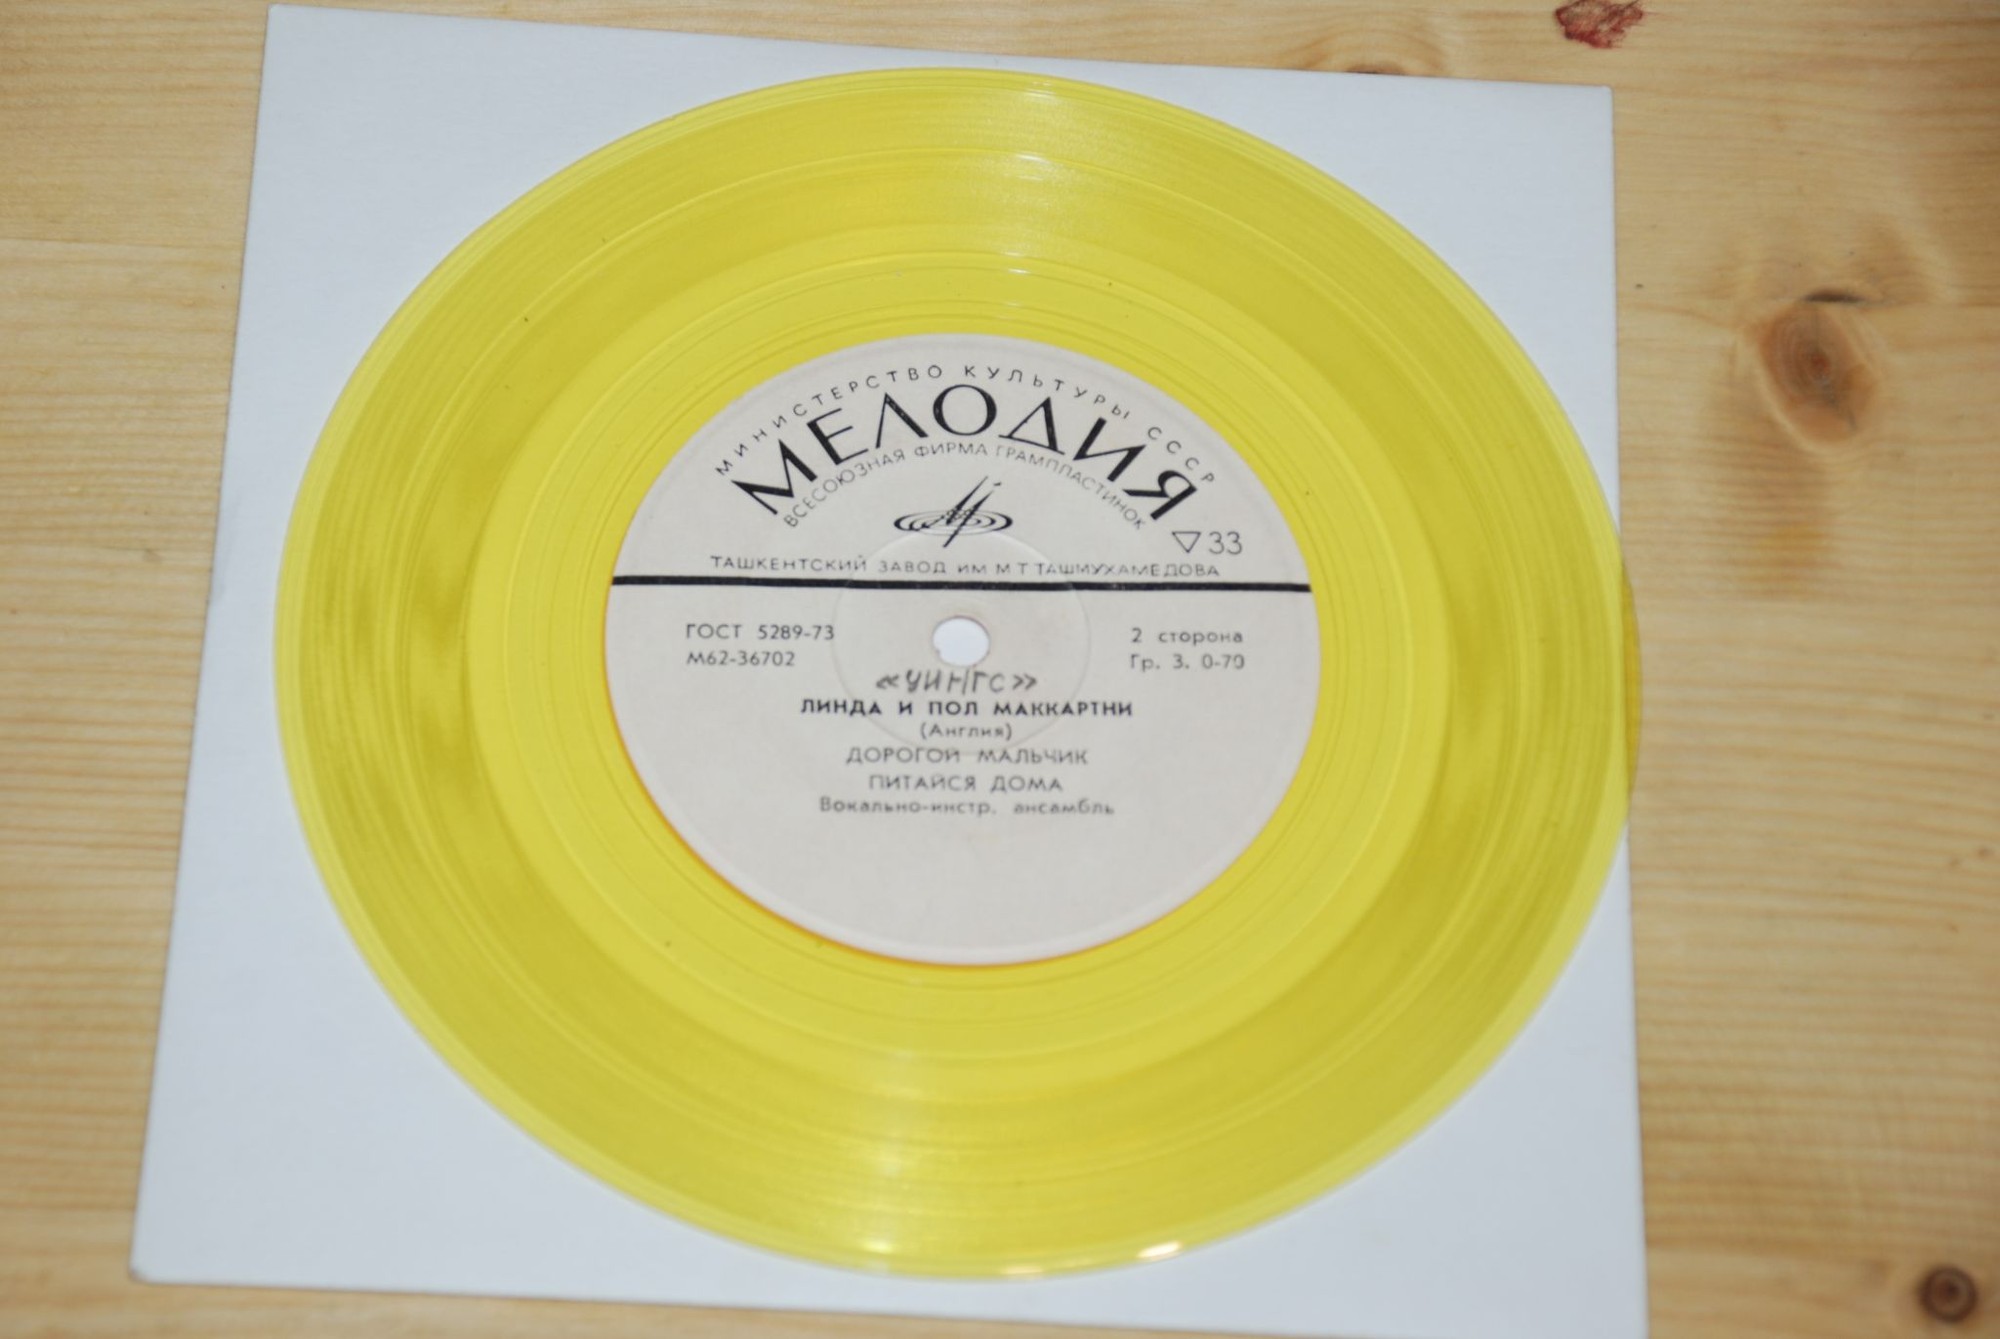 МИНИСТЕРСТВО КУЛЬТУРЫ СССР
МЕЛОДИЯ
ВСЕСОЮЗНАЯ ФИРМА ГРАМПЛАСТИНОК
▽33
ТАШКЕНТСКИЙ ЗАВОД ИМ М Т ТАШМУХАМЕДОВА
ГОСТ 5289-73
М62-36702
2 сторона
Гр. 3. 0-70
«УИНГС»
ЛИНДА И ПОЛ МАККАРТНИ
(Англия)
ДОРОГОЙ МАЛЬЧИК
ПИТАЙСЯ ДОМА
Вокально-инстр. ансамбль